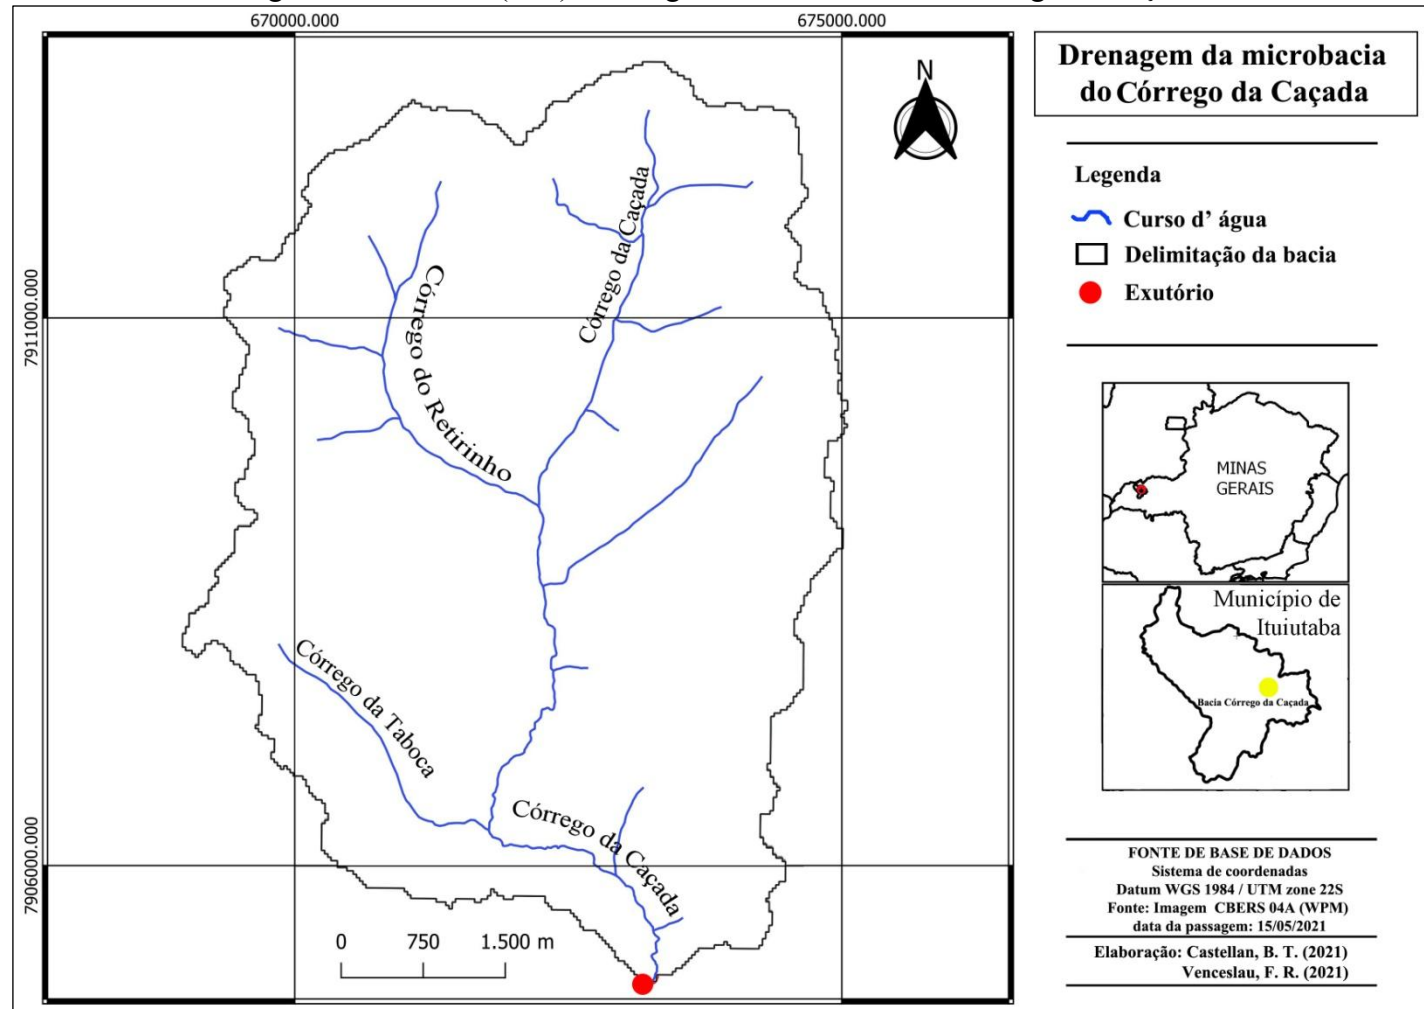 670000.000
675000.000
7911000.000
7906000.000
N
Córrego da Caçada
Córrego do Retirinho
Córrego da Taboca
Córrego da Caçada
0 750 1.500 m
Drenagem da microbacia
do Córrego da Caçada
Legenda
Curso d' água
Delimitação da bacia
Exutório
MINAS
GERAIS
Município de
Ituiutaba
Bacia Córrego da Caçada
FONTE DE BASE DE DADOS
Sistema de coordenadas
Datum WGS 1984 / UTM zone 22S
Fonte: Imagem CBERS 04A (WPM)
data da passagem: 15/05/2021
Elaboração: Castellan, B. T. (2021)
Venceslau, F. R. (2021)